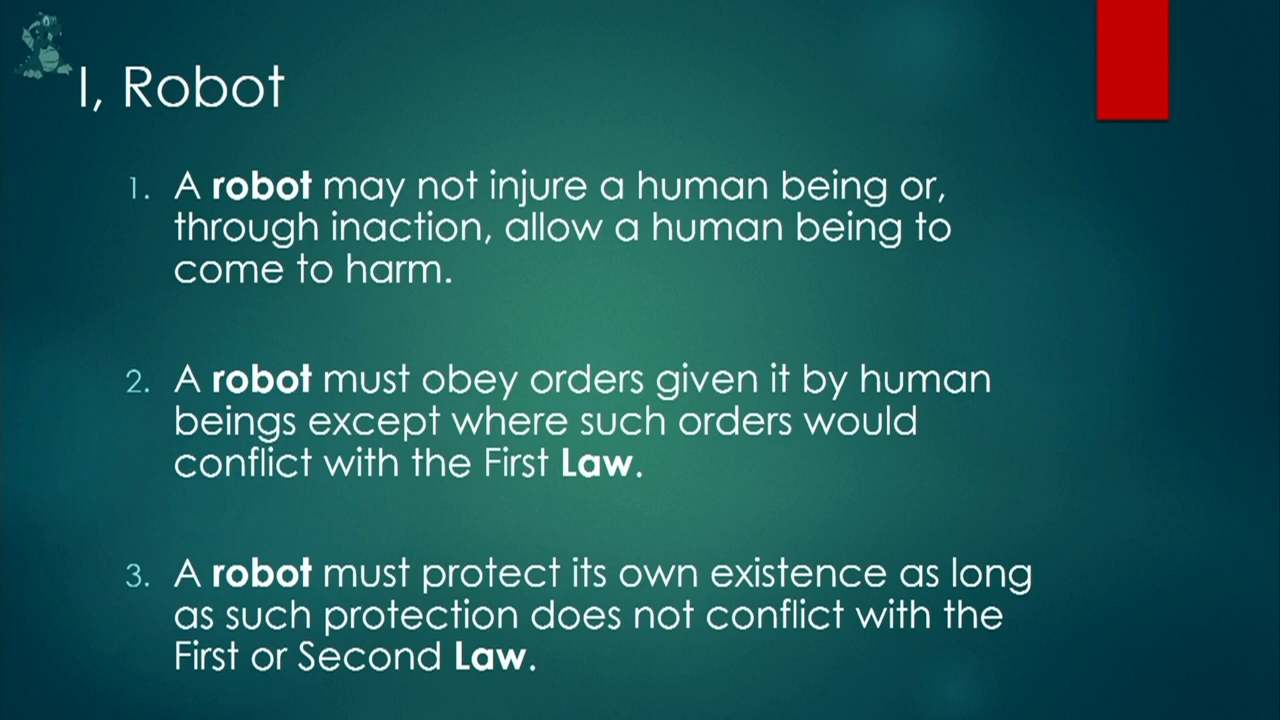 I, Robot
1. A robot may not injure a human being or,
through inaction, allow a human being to
come to harm.
2. A robot must obey orders given it by human
beings except where such orders would
conflict with the First Law.
3. A robot must protect its own existence as long
as such protection does not conflict with the
First or Second Law.